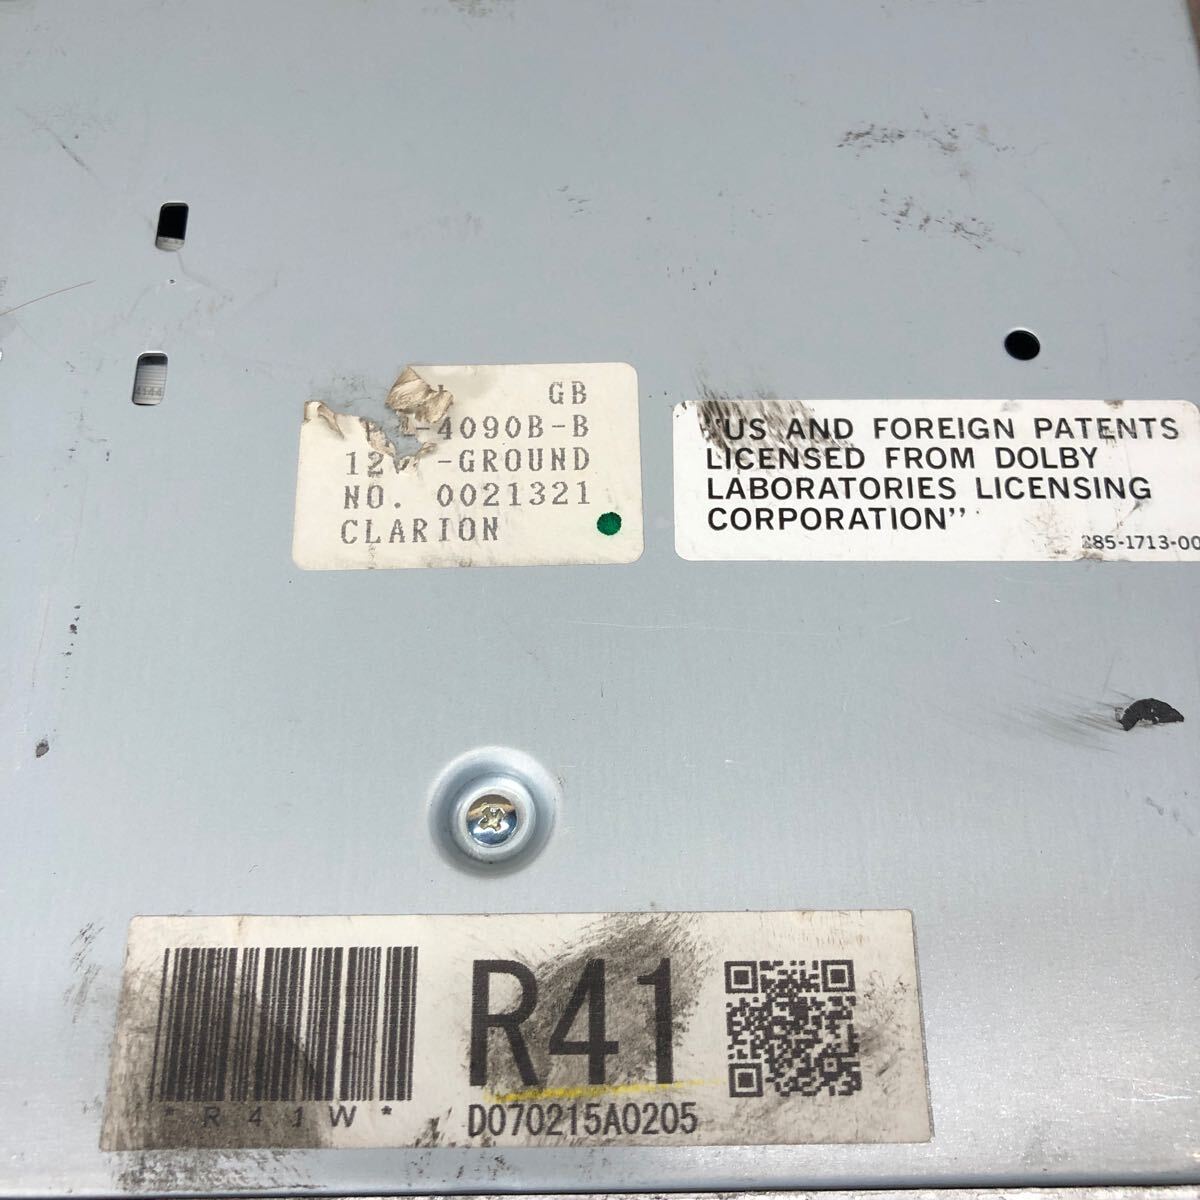 GB
-4090B-B
-GROUND
NO. 0021321
CLARION
"US AND FOREIGN PATENTS
LICENSED FROM DOLBY
LABORATORIES LICENSING
CORPORATION"
285-1713-00
R41
*R41W*
D070215A0205